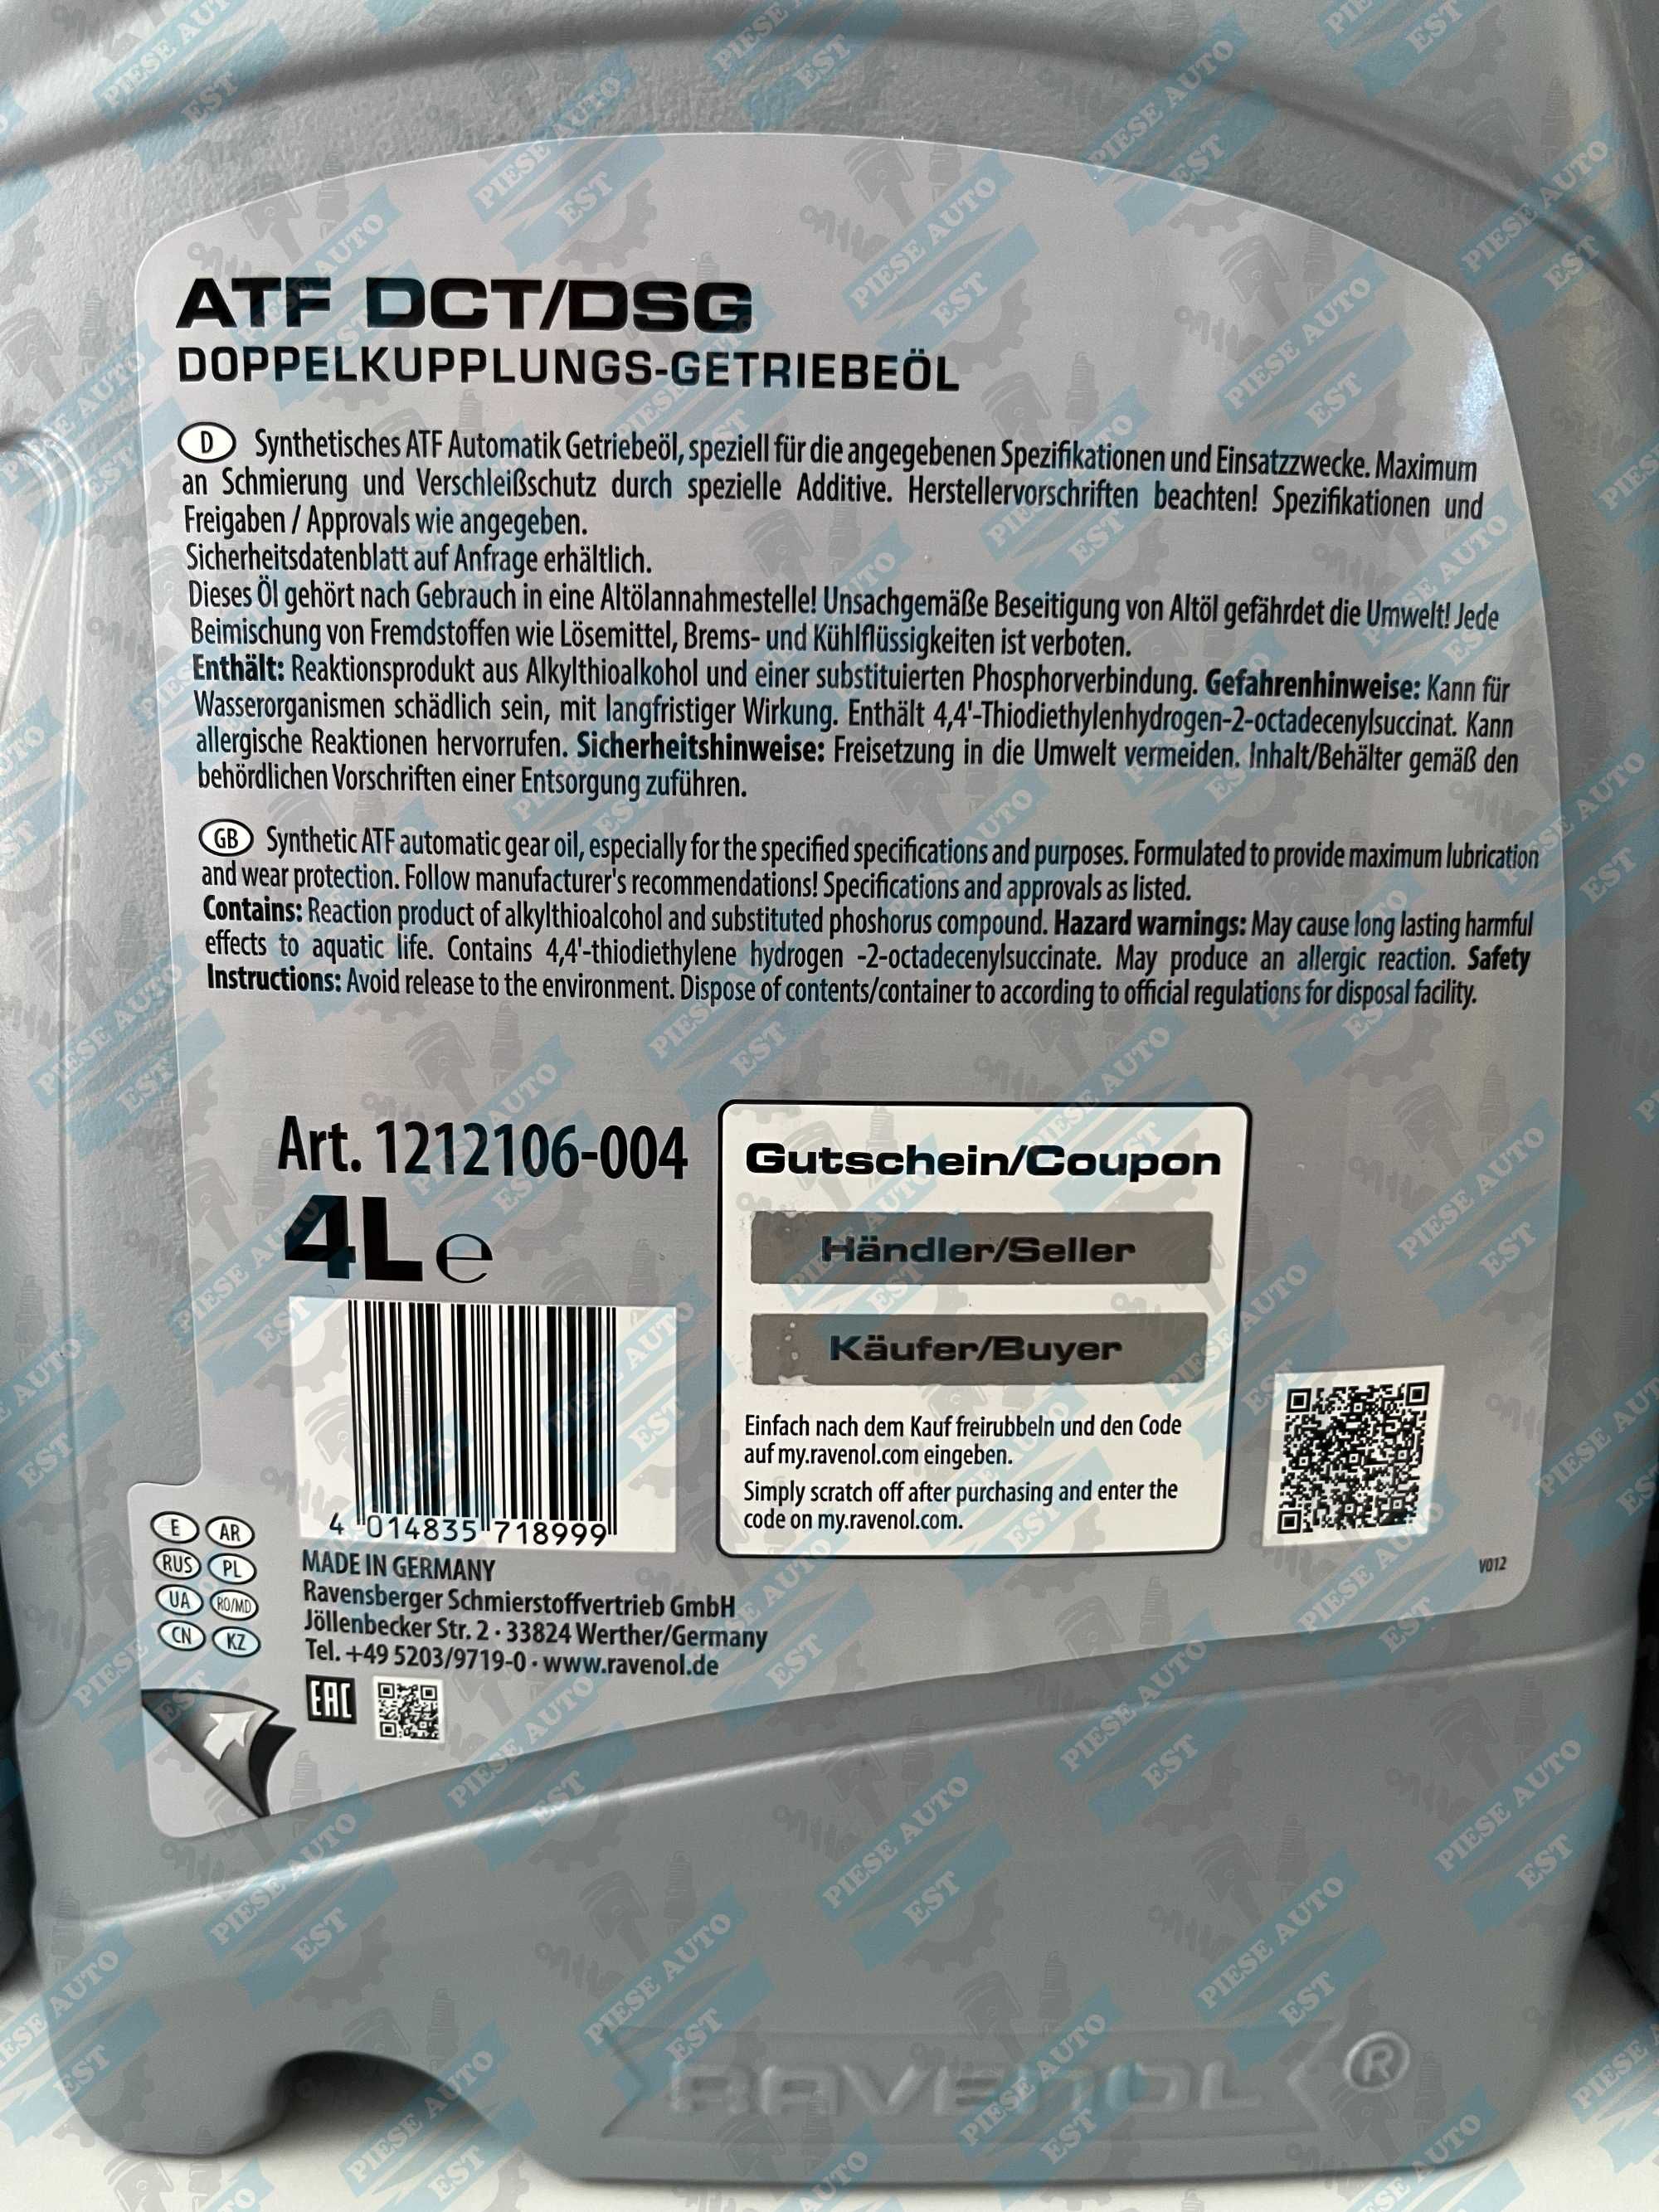 ATF DCT/DSG
DOPPELKUPPLUNGS-GETRIEBEÖL
D Synthetisches ATF Automatik Getriebeöl, speziell für die angegebenen Spezifikationen und Einsatzzwecke. Maximum
an Schmierung und Verschleißschutz durch spezielle Additive. Herstellervorschriften beachten! Spezifikationen und
Freigaben / Approvals wie angegeben.
Sicherheitsdatenblatt auf Anfrage erhältlich.
Dieses Öl gehört nach Gebrauch in eine Altölannahmestelle! Unsachgemäße Beseitigung von Altöl gefährdet die Umwelt! Jede
Beimischung von Fremdstoffen wie Lösemittel, Brems- und Kühlflüssigkeiten ist verboten.
Enthält: Reaktionsprodukt aus Alkylthioalkohol und einer substituierten Phosphorverbindung. Gefahrenhinweise: Kann für
Wasserorganismen schädlich sein, mit langfristiger Wirkung. Enthält 4,4'-Thiodiethylenhydrogen-2-octadecenylsuccinat. Kann
allergische Reaktionen hervorrufen. Sicherheitshinweise: Freisetzung in die Umwelt vermeiden. Inhalt/Behälter gemäß den
behördlichen Vorschriften einer Entsorgung zuführen.
GB Synthetic ATF automatic gear oil, especially for the specified specifications and purposes. Formulated to provide maximum lubrication
and wear protection. Follow manufacturer's recommendations! Specifications and approvals as listed.
Contains: Reaction product of alkylthioalcohol and substituted phoshorus compound. Hazard warnings: May cause long lasting harmful
effects to aquatic life. Contains 4,4'-thiodiethylene hydrogen -2-octadecenylsuccinate. May produce an allergic reaction. Safety
Instructions: Avoid release to the environment. Dispose of contents/container to according to official regulations for disposal facility.
Art. 1212106-004
4L e
4 014835 718999
Gutschein/Coupon
Händler/Seller
Käufer/Buyer
Einfach nach dem Kauf freirubbeln und den Code
auf my.ravenol.com eingeben.
Simply scratch off after purchasing and enter the
code on my.ravenol.com.
V012
E AR
RUS PL
UA RO/MD
CN KZ
MADE IN GERMANY
Ravensberger Schmierstoffvertrieb GmbH
Jöllenbecker Str. 2 · 33824 Werther/Germany
Tel. +49 5203/9719-0 · www.ravenol.de
EAC
RAVENOL ®
PIESE AUTO
EST